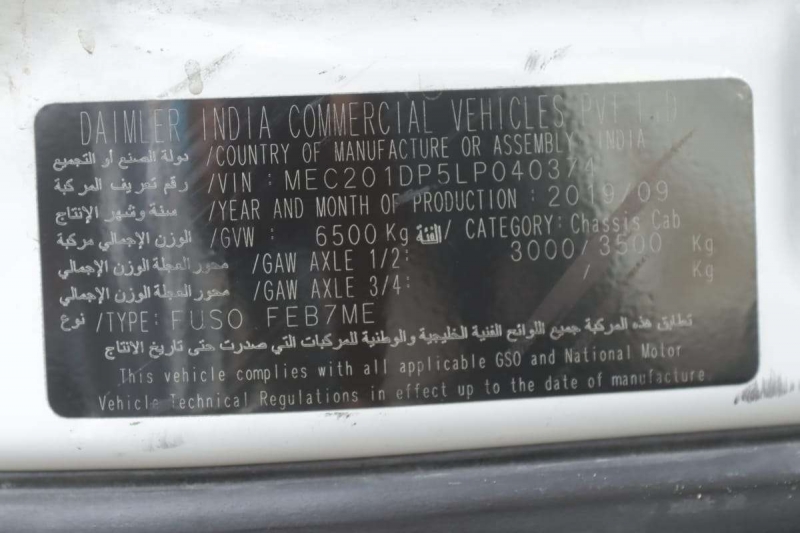 DAIMLER INDIA COMMERCIAL VEHICLES PVT LTD
دولة الصنع أو التجميع /COUNTRY OF MANUFACTURE OR ASSEMBLY: INDIA
رقم تعريف المركبة /VIN : MEC201DP5LP040374
سنة وشهر الإنتاج /YEAR AND MONTH OF PRODUCTION : 2019/09
الوزن الإجمالي مركبة /GVW : 6500 Kg الفئة/ CATEGORY: Chassis Cab
محور العجلة الوزن الإجمالي /GAW AXLE 1/2: 3000/3500 Kg
محور العجلة الوزن الإجمالي /GAW AXLE 3/4: / Kg
نوع /TYPE: FUSO FEB7ME
تطابق هذه المركبة جميع اللوائح الفنية الخليجية والوطنية للمركبات التي صدرت حتى تاريخ الإنتاج
This vehicle complies with all applicable GSO and National Motor
Vehicle Technical Regulations in effect up to the date of manufacture.